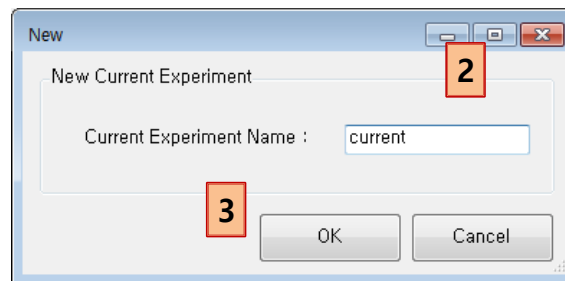 New
2
New Current Experiment
Current Experiment Name : current
3
OK Cancel